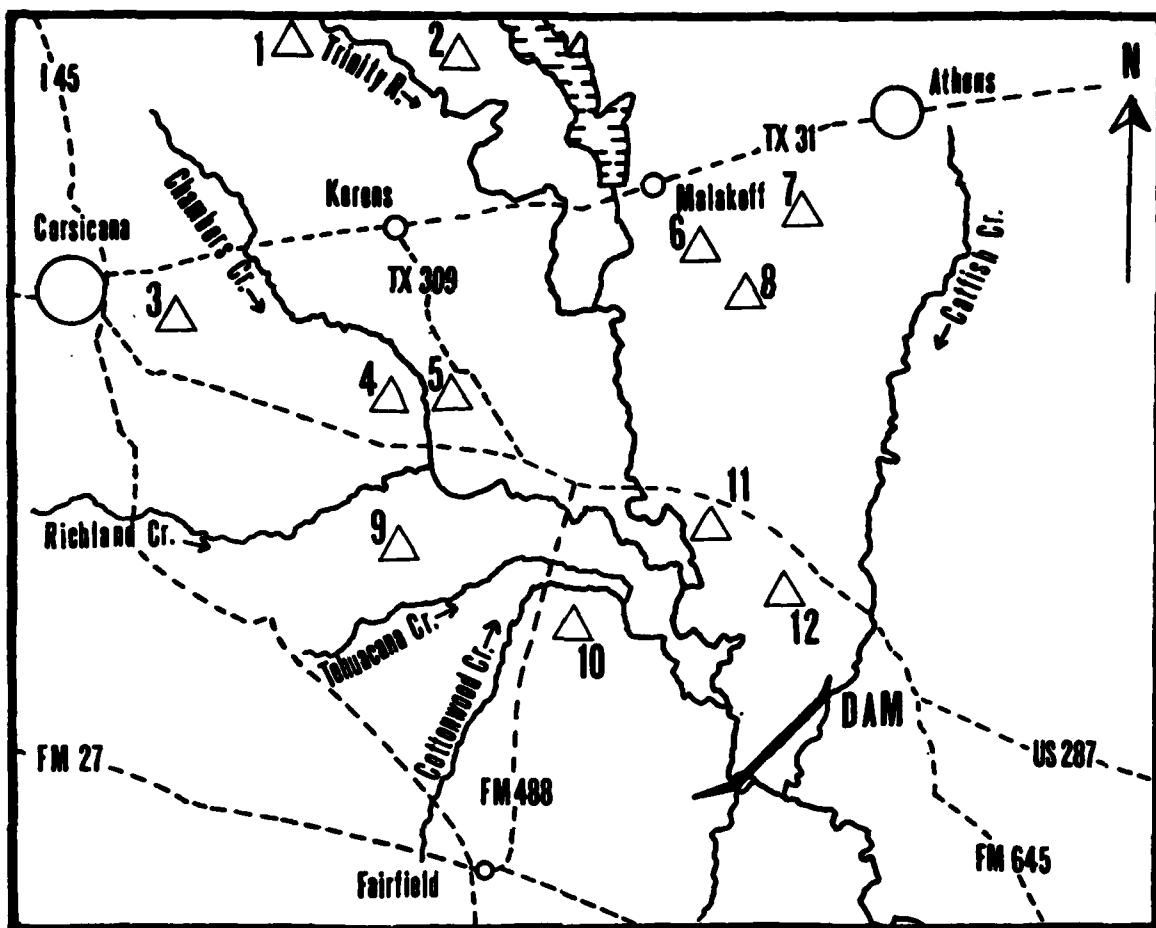 1
2
I 45
Trinity R.
Athens
N
TX 31
Kerens
Malakoff
7
Chambers Cr.
Corsicana
6
TX 309
8
3
Catfish Cr.
4
5
11
Richland Cr.
9
12
Tehuacana Cr.
10
Cottonwood Cr.
DAM
FM 27
FM 488
US 287
Fairfield
FM 645